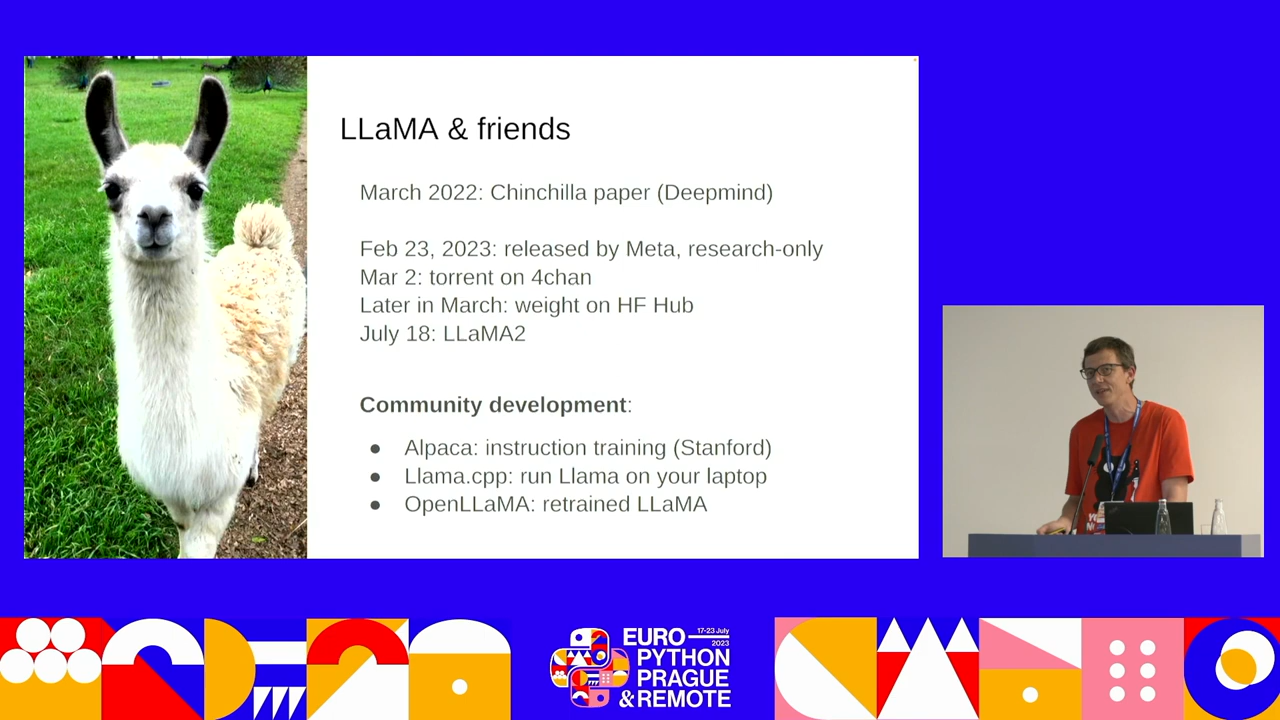 LLaMA & friends
March 2022: Chinchilla paper (Deepmind)
Feb 23, 2023: released by Meta, research-only
Mar 2: torrent on 4chan
Later in March: weight on HF Hub
July 18: LLaMA2
Community development:
● Alpaca: instruction training (Stanford)
● Llama.cpp: run Llama on your laptop
● OpenLLaMA: retrained LLaMA
17-23 July
2023
EURO
PYTHON
PRAGUE
& REMOTE